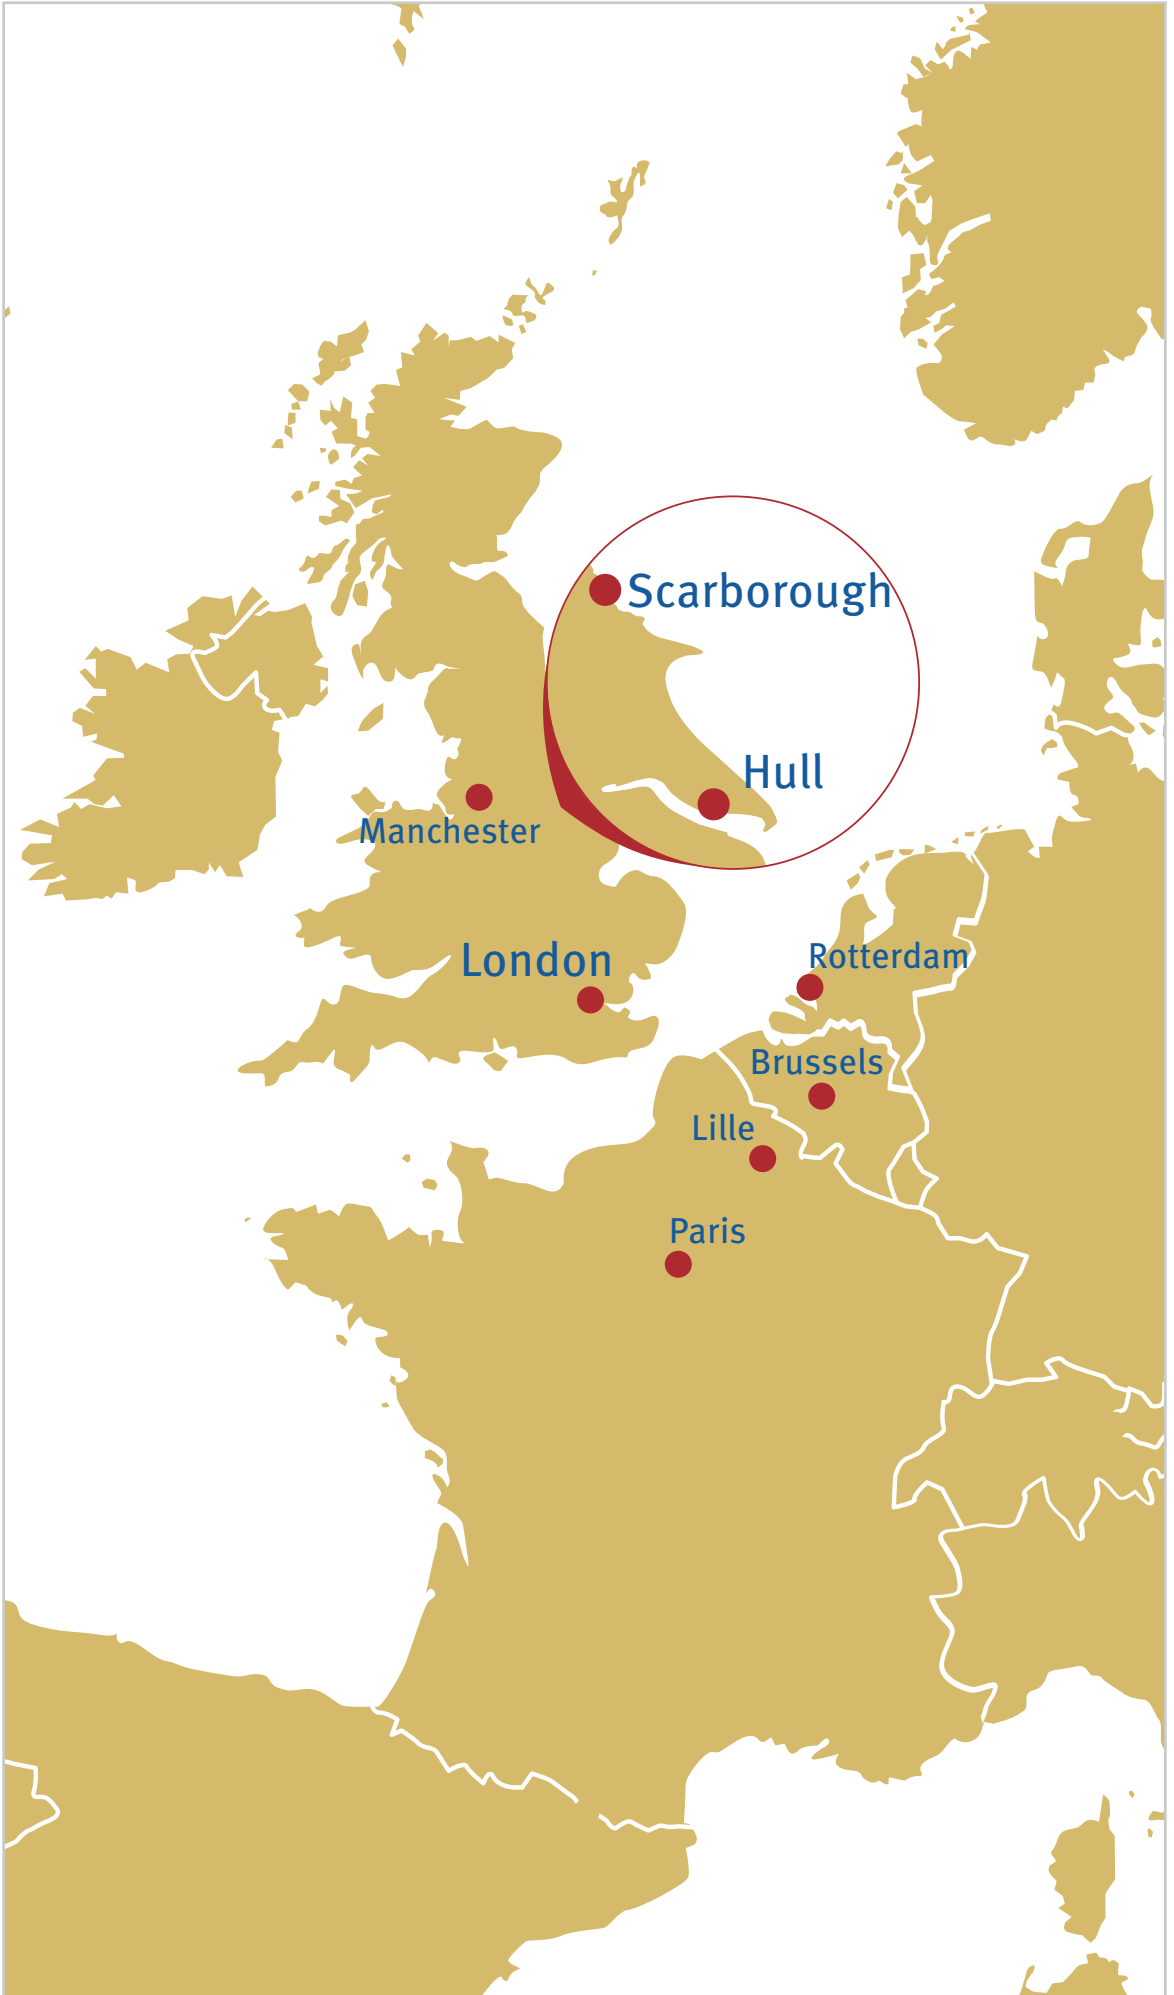 Scarborough
Hull
Manchester
London
Rotterdam
Brussels
Lille
Paris